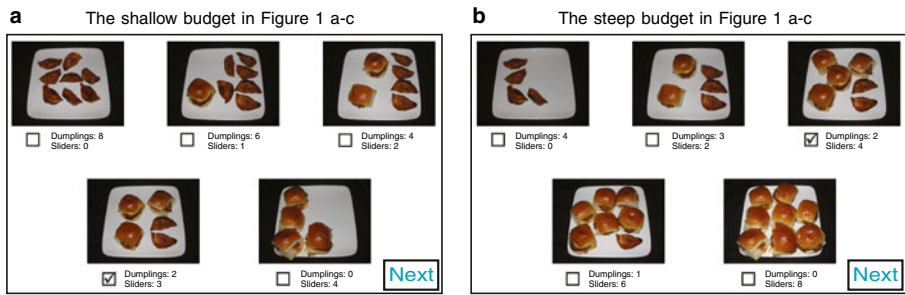 a The shallow budget in Figure 1 a-c
Dumplings: 8
Sliders: 0
Dumplings: 6
Sliders: 1
Dumplings: 4
Sliders: 2
Dumplings: 2
Sliders: 3
Dumplings: 0
Sliders: 4
Next
b The steep budget in Figure 1 a-c
Dumplings: 4
Sliders: 0
Dumplings: 3
Sliders: 2
Dumplings: 2
Sliders: 4
Dumplings: 1
Sliders: 6
Dumplings: 0
Sliders: 8
Next